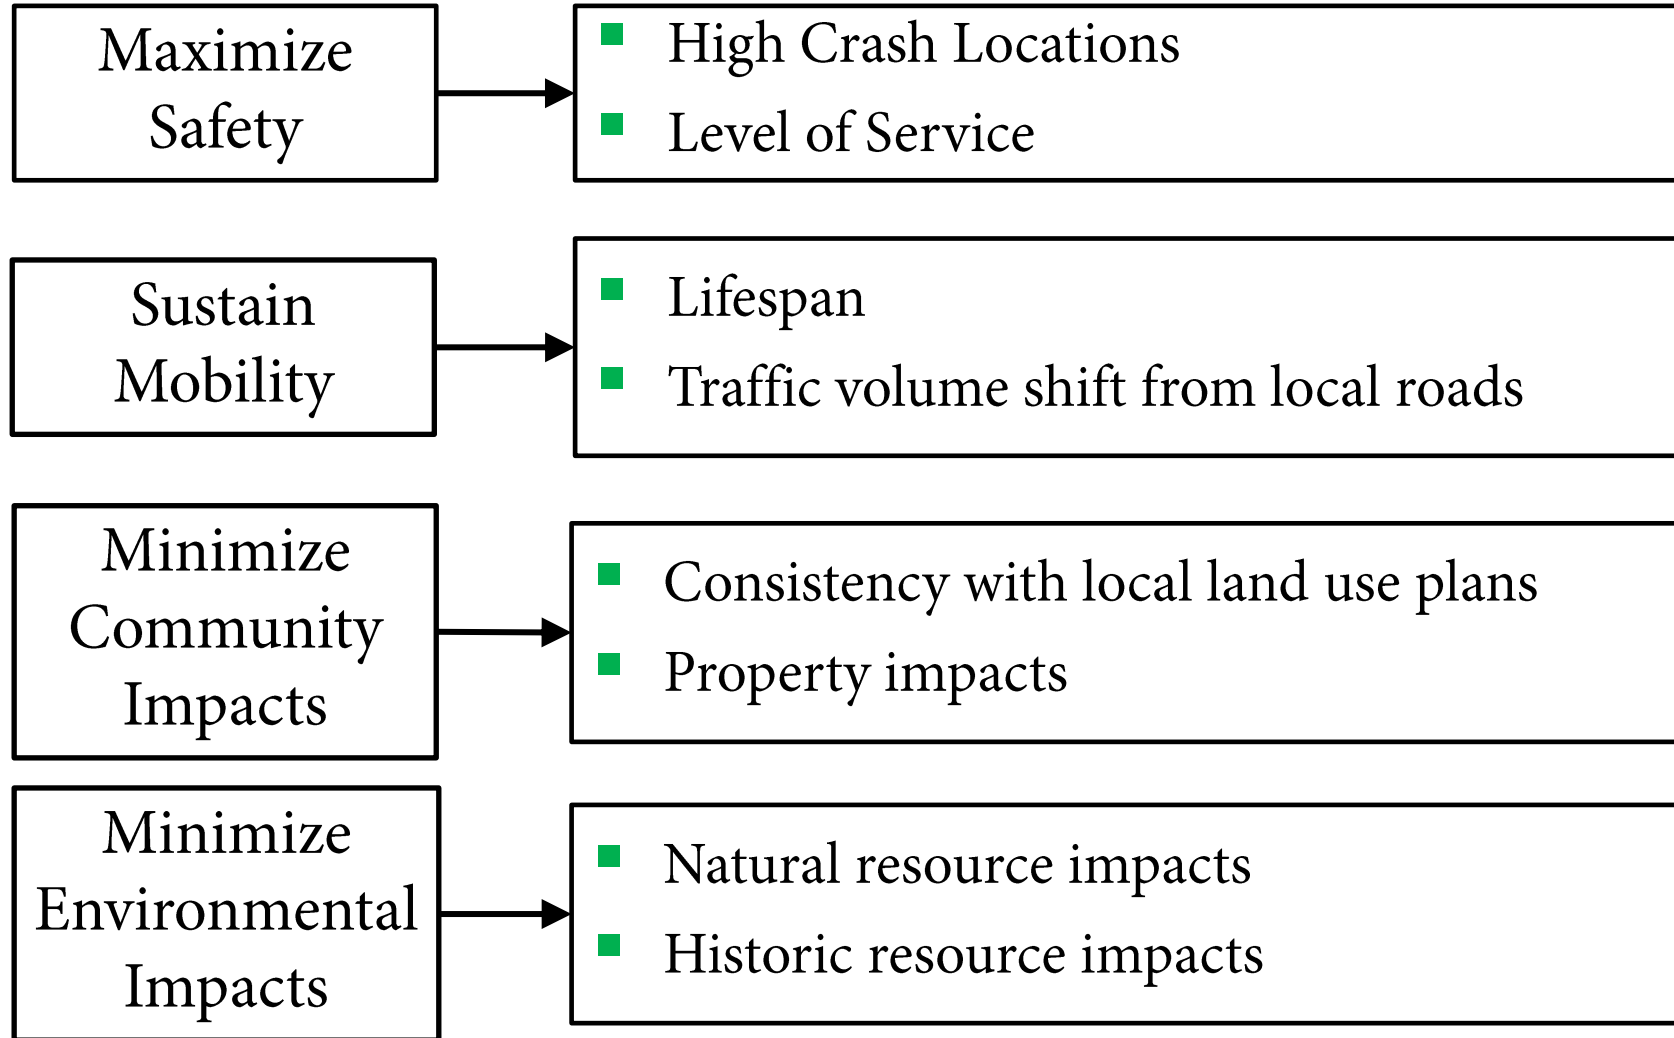 Maximize
Safety
High Crash Locations
Level of Service
Sustain
Mobility
Lifespan
Traffic volume shift from local roads
Minimize
Community
Impacts
Consistency with local land use plans
Property impacts
Minimize
Environmental
Impacts
Natural resource impacts
Historic resource impacts